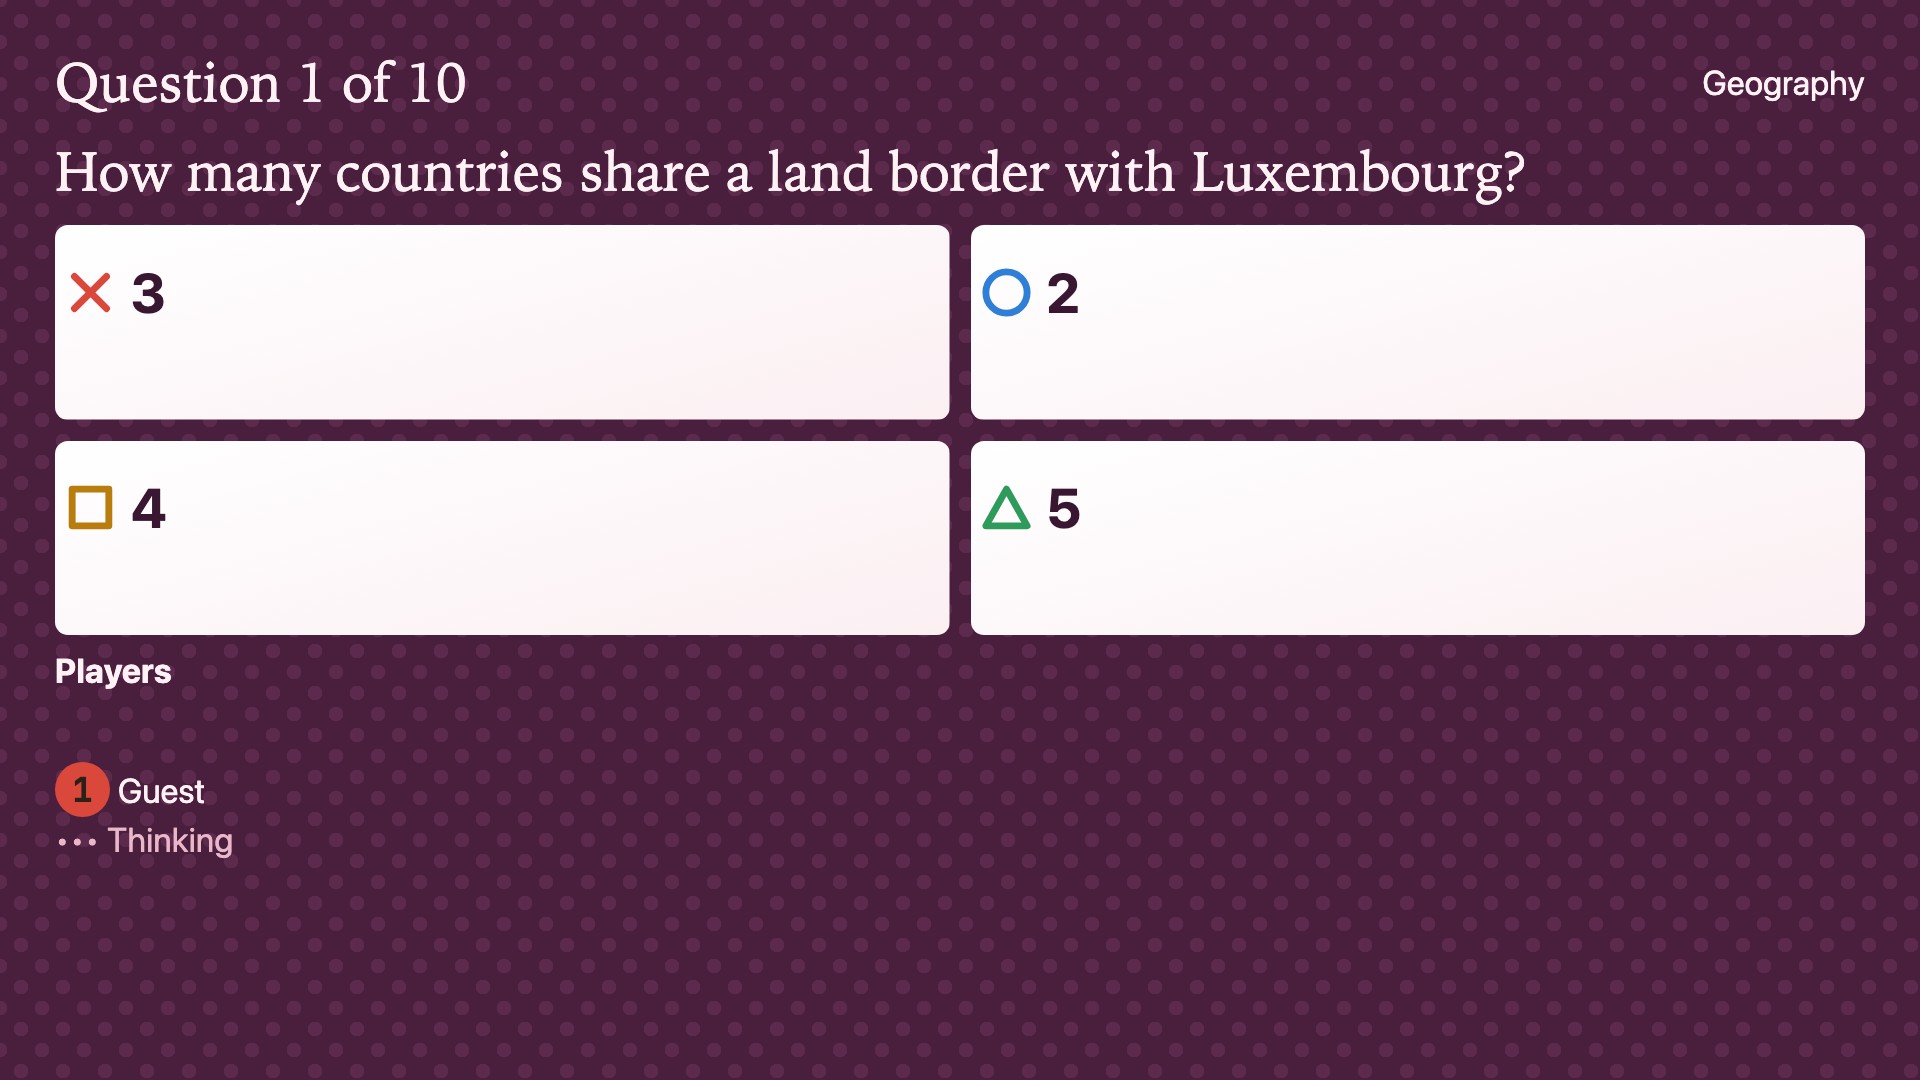 Question 1 of 10
Geography
How many countries share a land border with Luxembourg?
3
2
4
5
Players
1 Guest
··· Thinking